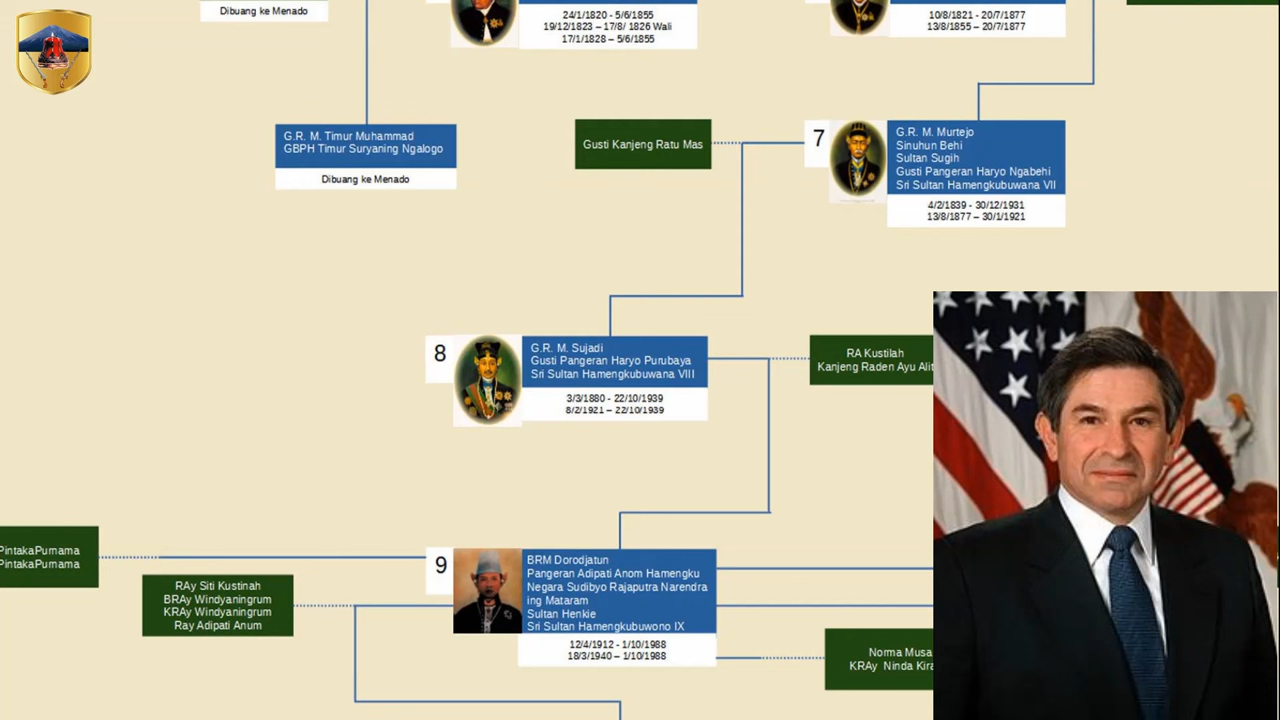 Dibuang ke Menado
24/1/1820 - 5/6/1855
19/12/1823 – 17/8/ 1826 Wali
17/1/1828 – 5/6/1855
10/8/1821 - 20/7/1877
13/8/1855 – 20/7/1877
G.R. M. Timur Muhammad
GBPH Timur Suryaning Ngalogo
Dibuang ke Menado
Gusti Kanjeng Ratu Mas
7
G.R. M. Murtejo
Sinuhun Behi
Sultan Sugih
Gusti Pangeran Haryo Ngabehi
Sri Sultan Hamengkubuwana VII
4/2/1839 - 30/12/1931
13/8/1877 – 30/1/1921
8
G.R. M. Sujadi
Gusti Pangeran Haryo Purubaya
Sri Sultan Hamengkubuwana VIII
3/3/1880 - 22/10/1939
8/2/1921 – 22/10/1939
RA Kustilah
Kanjeng Raden Ayu Alit
PintakaPurnama
PintakaPurnama
RAy Siti Kustinah
BRAy Windyaningrum
KRAy Windyaningrum
Ray Adipati Anum
9
BRM Dorodjatun
Pangeran Adipati Anom Hamengku
Negara Sudibyo Rajaputra Narendra
ing Mataram
Sultan Henkie
Sri Sultan Hamengkubuwono IX
12/4/1912 - 1/10/1988
18/3/1940 – 1/10/1988
Norma Musa
KRAy Ninda Kira